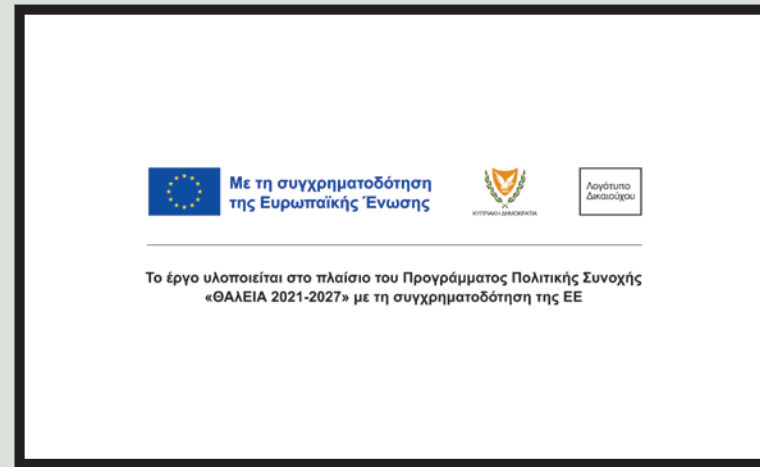 Με τη συγχρηματοδότηση
της Ευρωπαϊκής Ένωσης
ΚΥΠΡΙΑΚΗ ΔΗΜΟΚΡΑΤΙΑ
Λογότυπο
Δικαιούχου
Το έργο υλοποιείται στο πλαίσιο του Προγράμματος Πολιτικής Συνοχής
«ΘΑλΕΙΑ 2021-2027» με τη συγχρηματοδότηση της ΕΕ